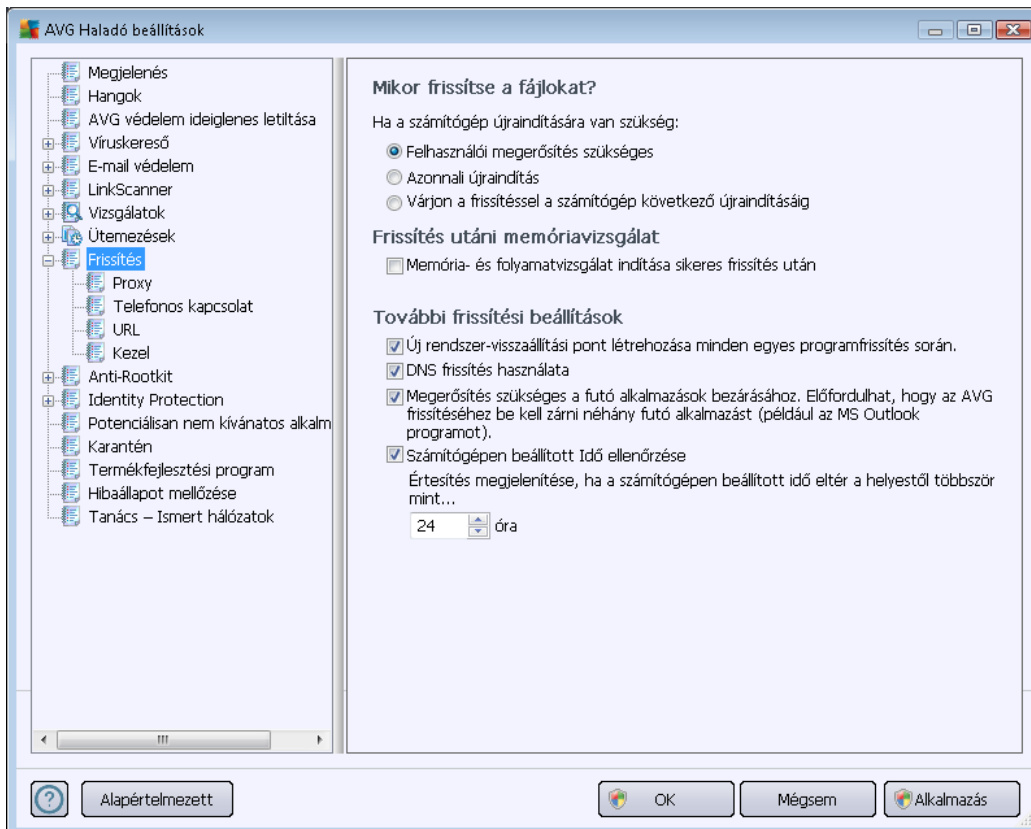 AVG Haladó beállítások
Megjelenés
Hangok
AVG védelem ideiglenes letiltása
Víruskereső
E-mail védelem
LinkScanner
Vizsgálatok
Ütemezések
Frissítés
Proxy
Telefonos kapcsolat
URL
Kezel
Anti-Rootkit
Identity Protection
Potenciálisan nem kívánatos alkalm
Karantén
Termékfejlesztési program
Hibaállapot mellőzése
Tanács – Ismert hálózatok
Mikor frissítse a fájlokat?
Ha a számítógép újraindítására van szükség:
Felhasználói megerősítés szükséges
Azonnali újraindítás
Várjon a frissítéssel a számítógép következő újraindításáig
Frissítés utáni memóriavizsgálat
Memória- és folyamatvizsgálat indítása sikeres frissítés után
További frissítési beállítások
Új rendszer-visszaállítási pont létrehozása minden egyes programfrissítés során.
DNS frissítés használata
Megerősítés szükséges a futó alkalmazások bezárásához. Előfordulhat, hogy az AVG
frissítéséhez be kell zárni néhány futó alkalmazást (például az MS Outlook
programot).
Számítógépen beállított Idő ellenőrzése
Értesítés megjelenítése, ha a számítógépen beállított idő eltér a helyestől többször
mint...
24 óra
? Alapértelmezett OK Mégsem Alkalmazás